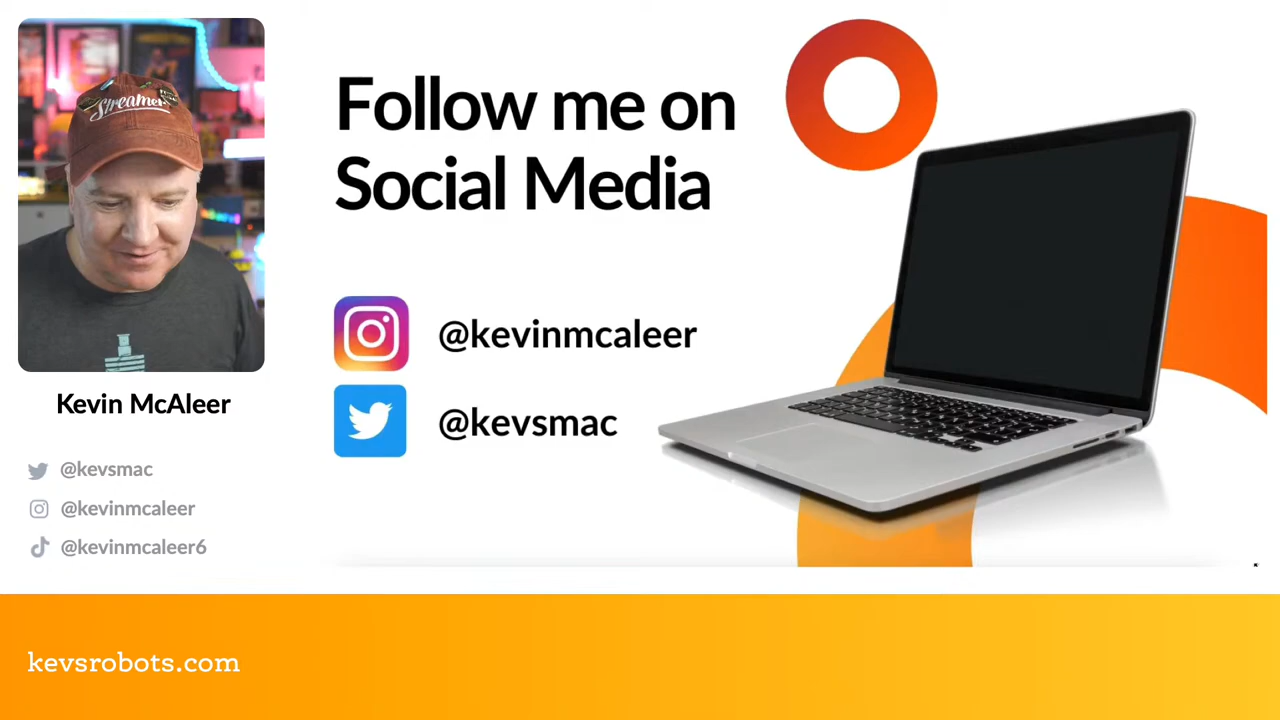 Streamer
Kevin McAleer
@kevsmac
@kevinmcaleer
@kevinmcaleer6
Follow me on
Social Media
@kevinmcaleer
@kevsmac
kevsrobots.com